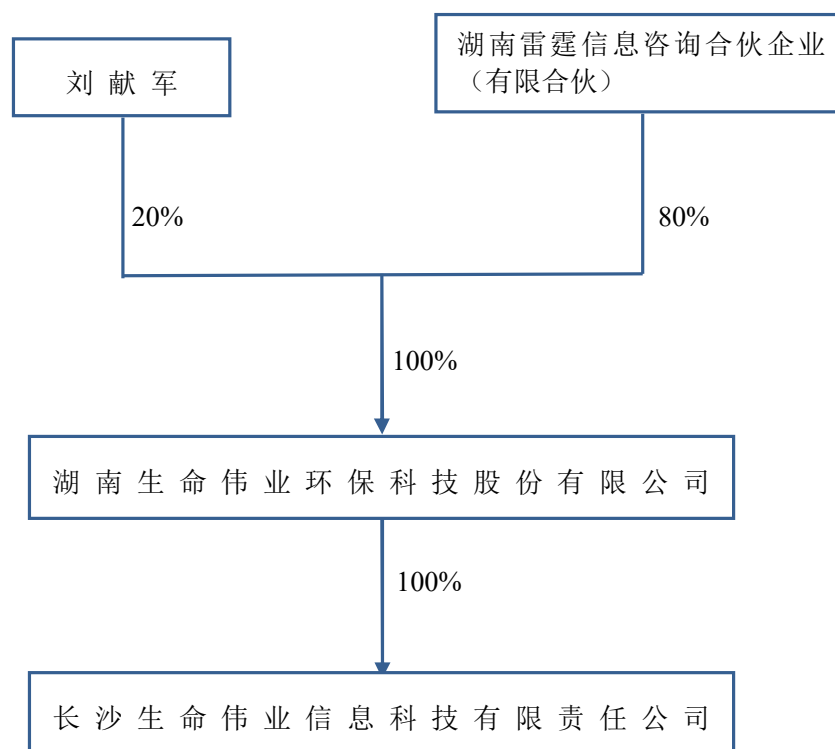 刘献军
湖南雷霆信息咨询合伙企业
（有限合伙）
20%
80%
100%
湖南生命伟业环保科技股份有限公司
100%
长沙生命伟业信息科技有限责任公司